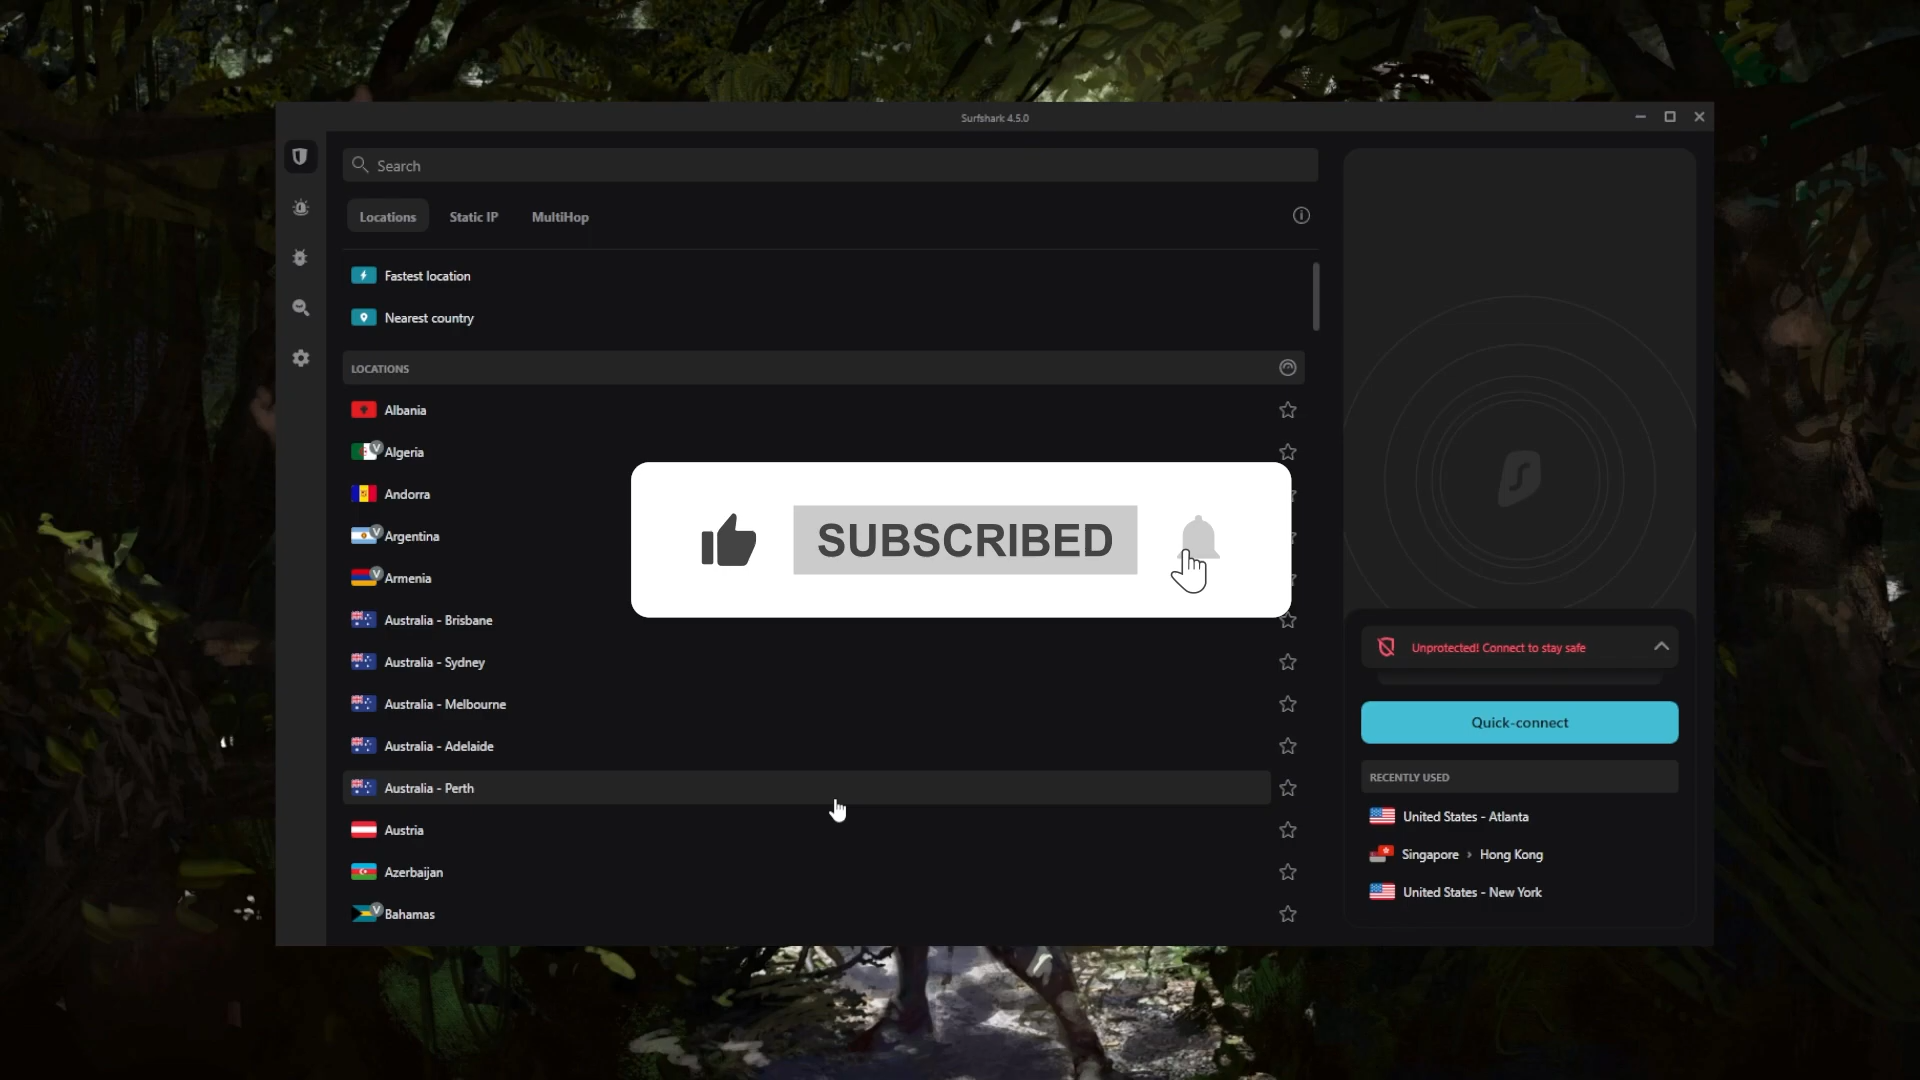 Surfshark 4.5.0
Search
Locations
Static IP
MultiHop
Fastest location
Nearest country
LOCATIONS
Albania
V Algeria
Andorra
V Argentina
V Armenia
Australia - Brisbane
Australia - Sydney
Australia - Melbourne
Australia - Adelaide
Australia - Perth
Austria
Azerbaijan
V Bahamas
SUBSCRIBED
Unprotected! Connect to stay safe
Quick-connect
RECENTLY USED
United States - Atlanta
Singapore › Hong Kong
United States - New York